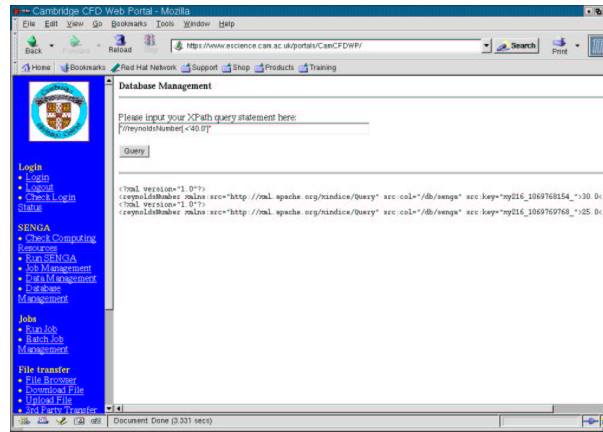 Cambridge CFD Web Portal - Mozilla
File Edit View Go Bookmarks Tools Window Help
Back Forward Reload https://www.escience.cam.ac.uk/portals/CamCFDWP/ Search Print
Home Bookmarks Red Hat Network Support Shop Products Training
Database Management
Please input your XPath query statement here:
"//reynoldsNumber[.<'40.0']"
Query
<?xml version="1.0"?>
<reynoldsNumber xmlns:src="http://xml.apache.org/xindice/Query" src:col="/db/senga" src:key="xy216_1069768154_">30.0<
<?xml version="1.0"?>
<reynoldsNumber xmlns:src="http://xml.apache.org/xindice/Query" src:col="/db/senga" src:key="xy216_1069769768_">25.0<
Login
• Login
• Logout
• Check Login
Status
SENGA
• Check Computing
Resources
• Run SENGA
• Job Management
• Data Management
• Database
Management
Jobs
• Run Job
• Batch Job
Management
File transfer
• File Browser
• Download File
• Upload File
• 3rd Party Transfer
Document: Done (3.331 secs)